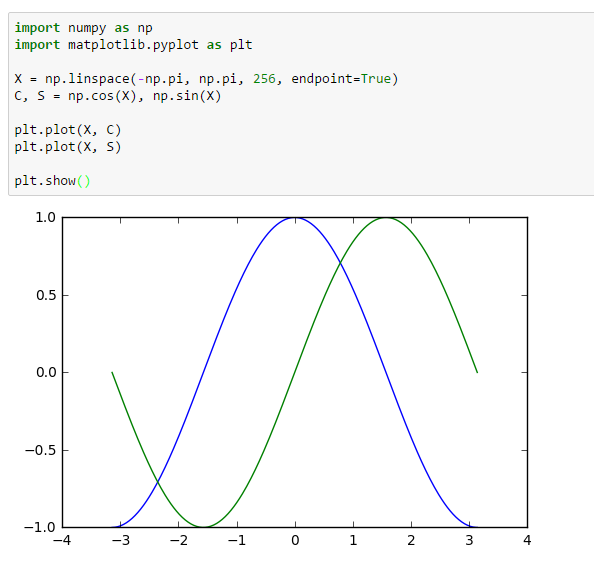 import numpy as np
import matplotlib.pyplot as plt
X = np.linspace(-np.pi, np.pi, 256, endpoint=True)
C, S = np.cos(X), np.sin(X)
plt.plot(X, C)
plt.plot(X, S)
plt.show()
1.0
0.5
0.0
−0.5
−1.0
−4 −3 −2 −1 0 1 2 3 4